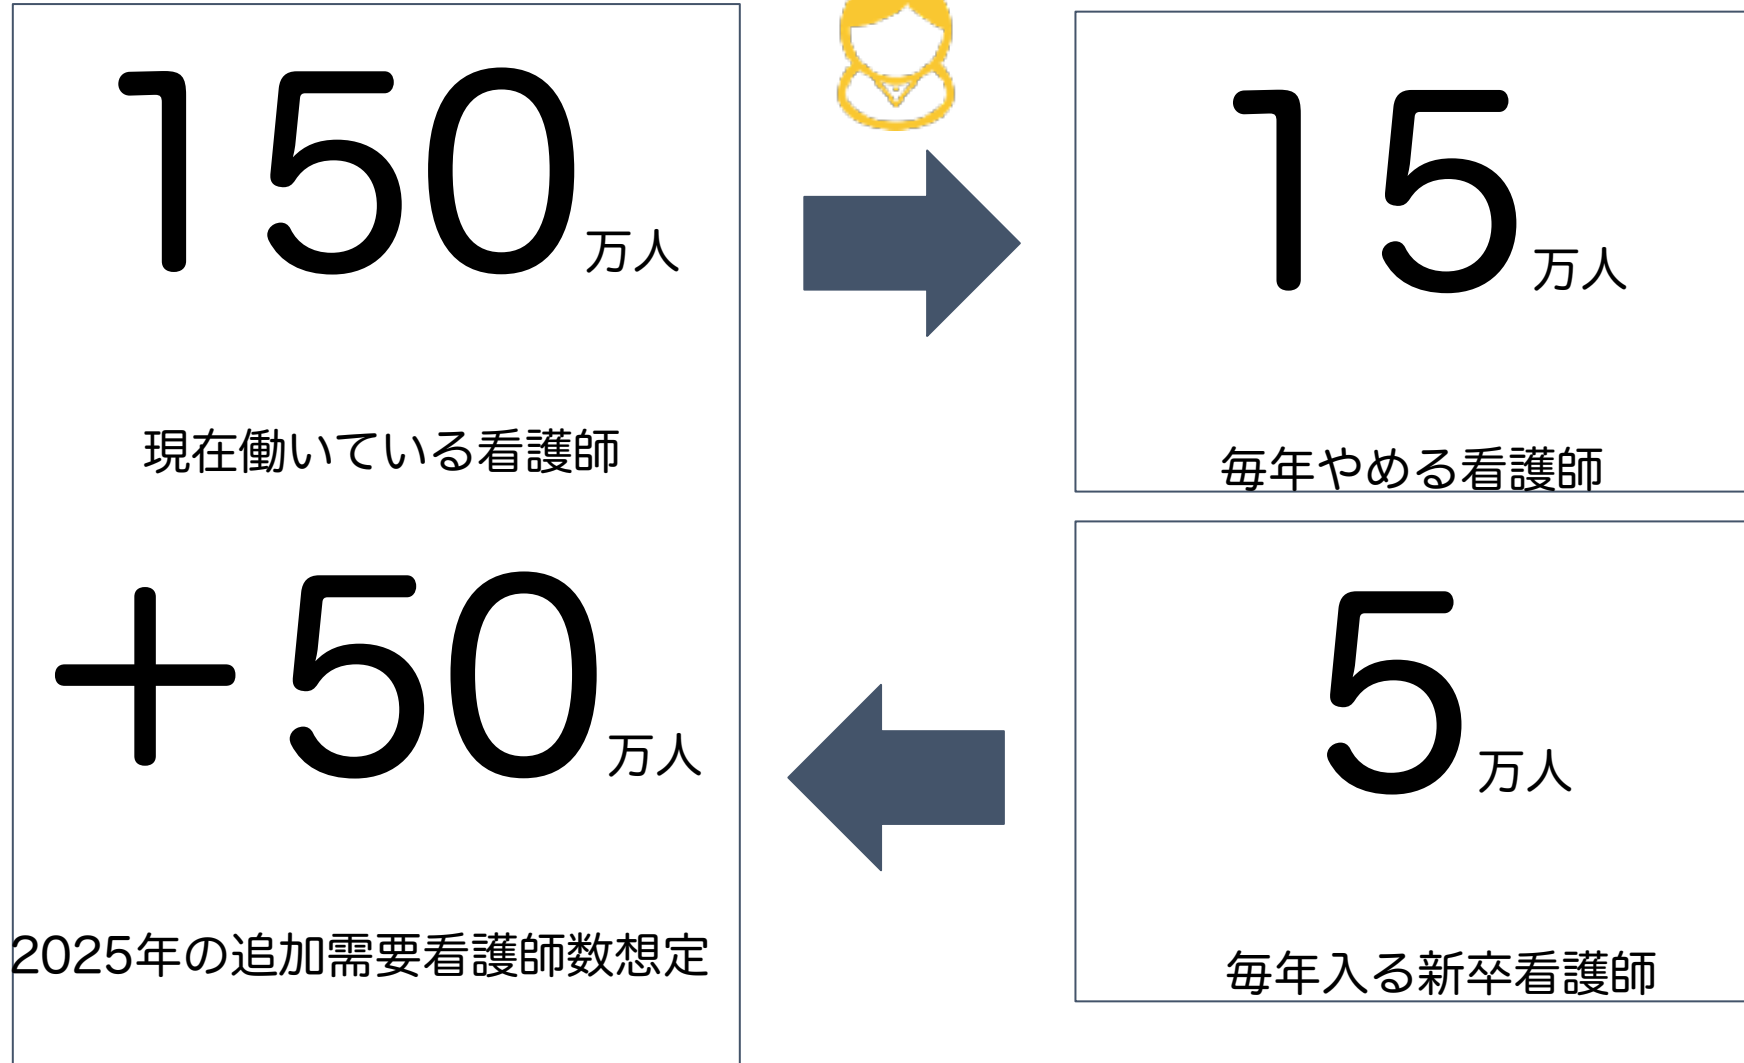 150万人
現在働いている看護師
+50万人
2025年の追加需要看護師数想定
15万人
毎年やめる看護師
5万人
毎年入る新卒看護師